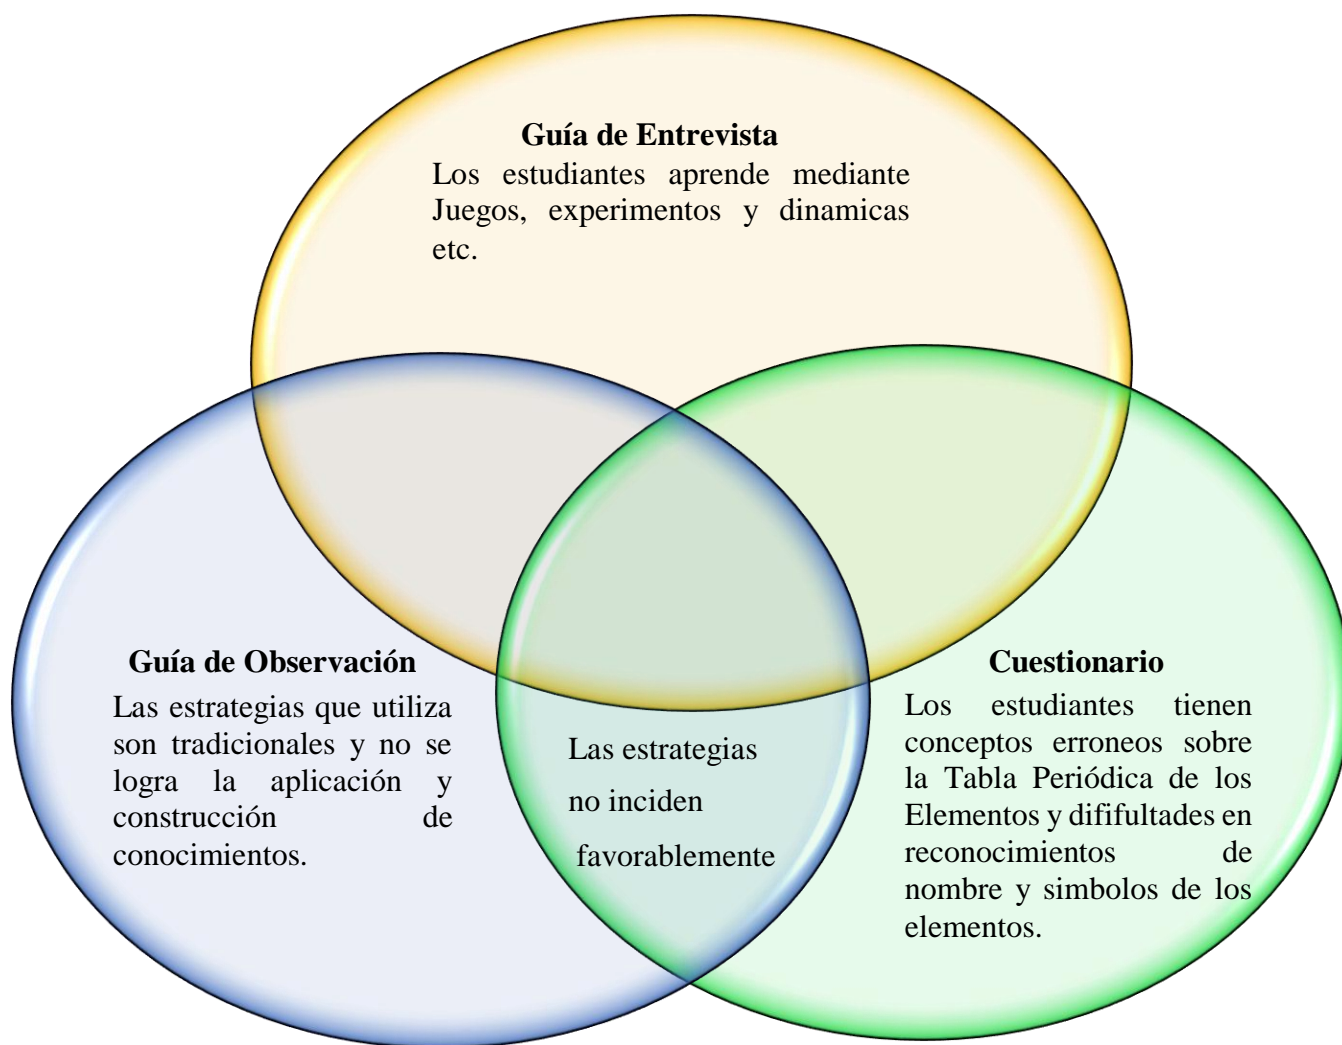 Guía de Entrevista
Los estudiantes aprende mediante
Juegos, experimentos y dinamicas
etc.
Guía de Observación
Las estrategias que utiliza
son tradicionales y no se
logra la aplicación y
construcción de
conocimientos.
Las estrategias
no inciden
favorablemente
Cuestionario
Los estudiantes tienen
conceptos erroneos sobre
la Tabla Periódica de los
Elementos y dififultades en
reconocimientos de
nombre y simbolos de los
elementos.